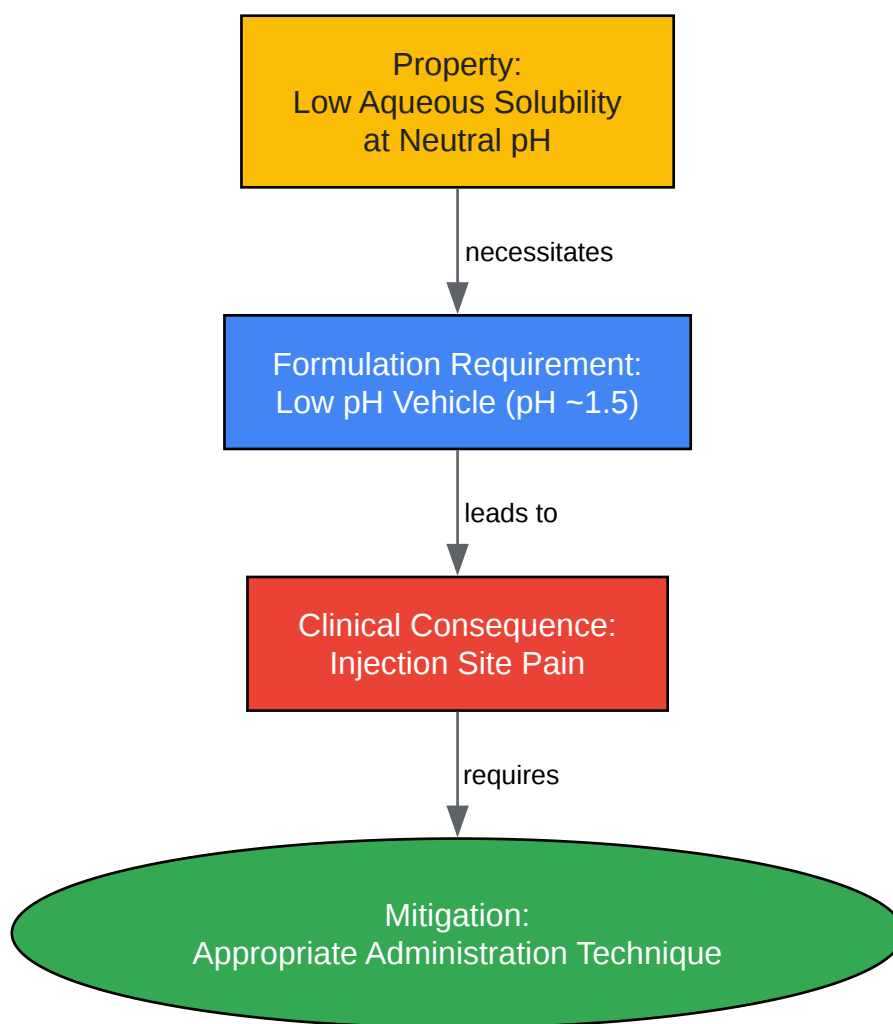 Property:
Low Aqueous Solubility
at Neutral pH
necessitates
Formulation Requirement:
Low pH Vehicle (pH ~1.5)
leads to
Clinical Consequence:
Injection Site Pain
requires
Mitigation:
Appropriate Administration Technique